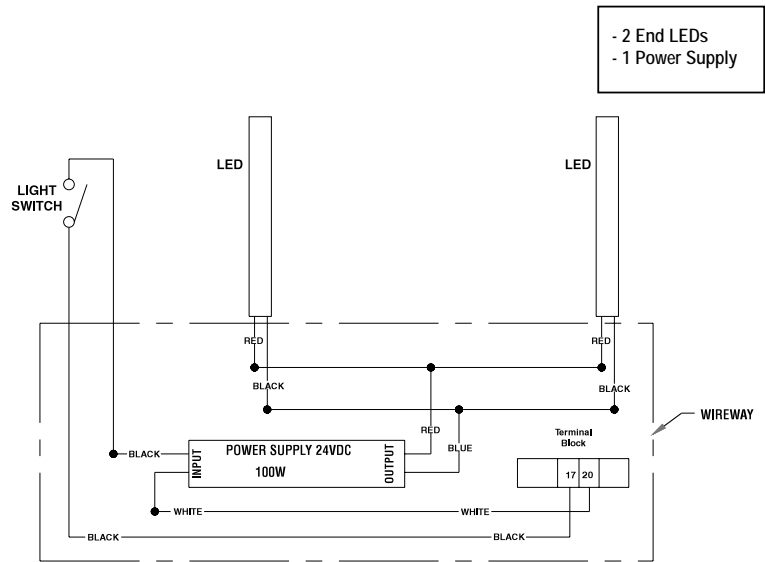 - 2 End LEDs
- 1 Power Supply
LED
LED
LIGHT
SWITCH
RED
RED
BLACK
BLACK
WIREWAY
RED
BLUE
Terminal
Block
BLACK
INPUT
POWER SUPPLY 24VDC
100W
OUTPUT
17 20
WHITE
WHITE
BLACK
BLACK